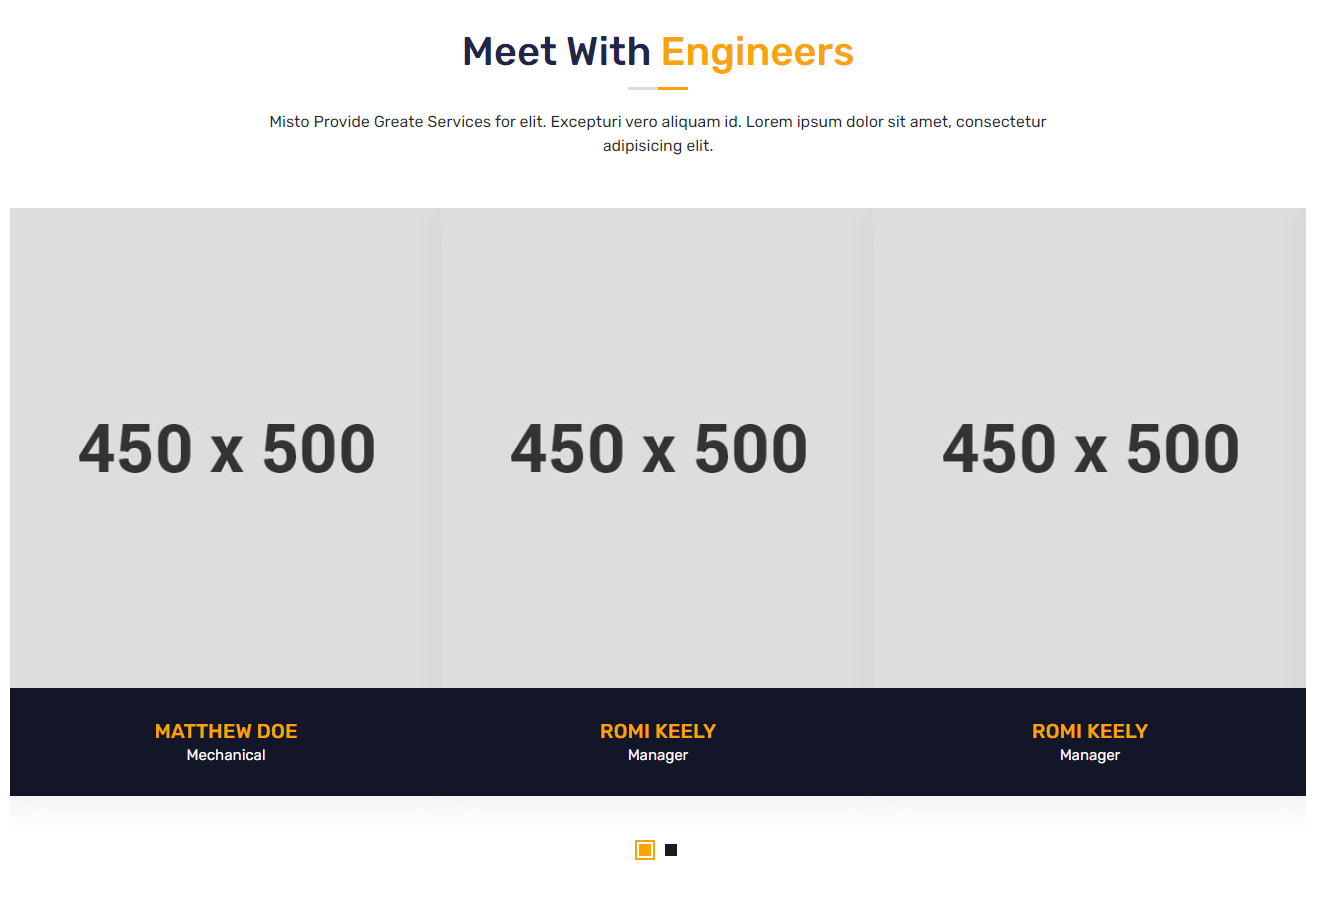 Meet With Engineers
Misto Provide Greate Services for elit. Excepturi vero aliquam id. Lorem ipsum dolor sit amet, consectetur
adipisicing elit.
450 x 500
450 x 500
450 x 500
MATTHEW DOE
Mechanical
ROMI KEELY
Manager
ROMI KEELY
Manager